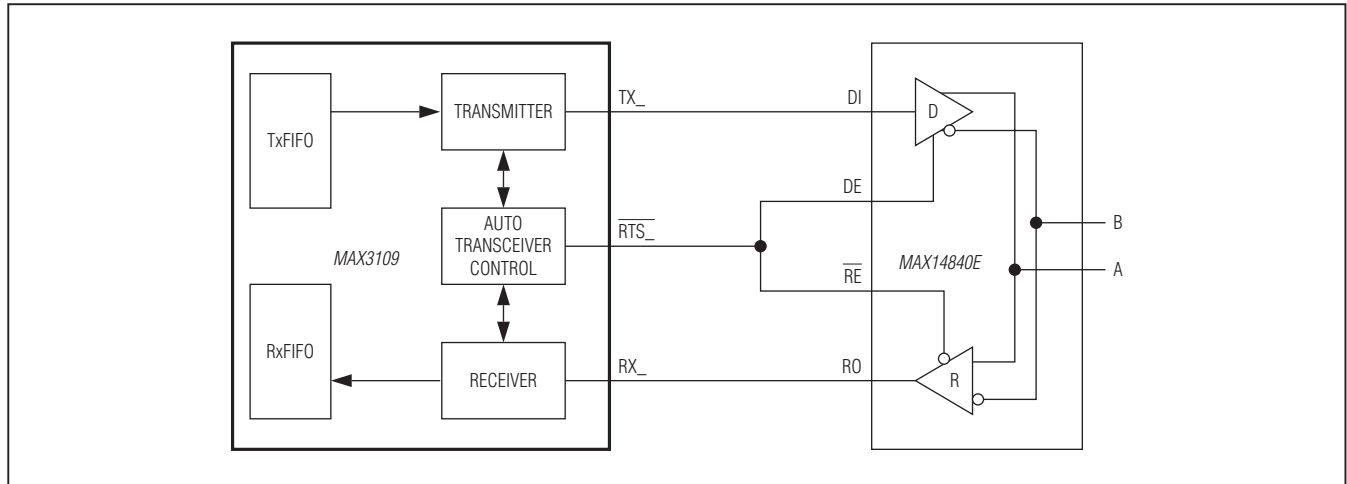 TxFIFO
TRANSMITTER
TX_
DI
D
DE
AUTO
TRANSCEIVER
CONTROL
RTS_
B
MAX3109
MAX14840E
A
RE
RxFIFO
RECEIVER
RX_
RO
R